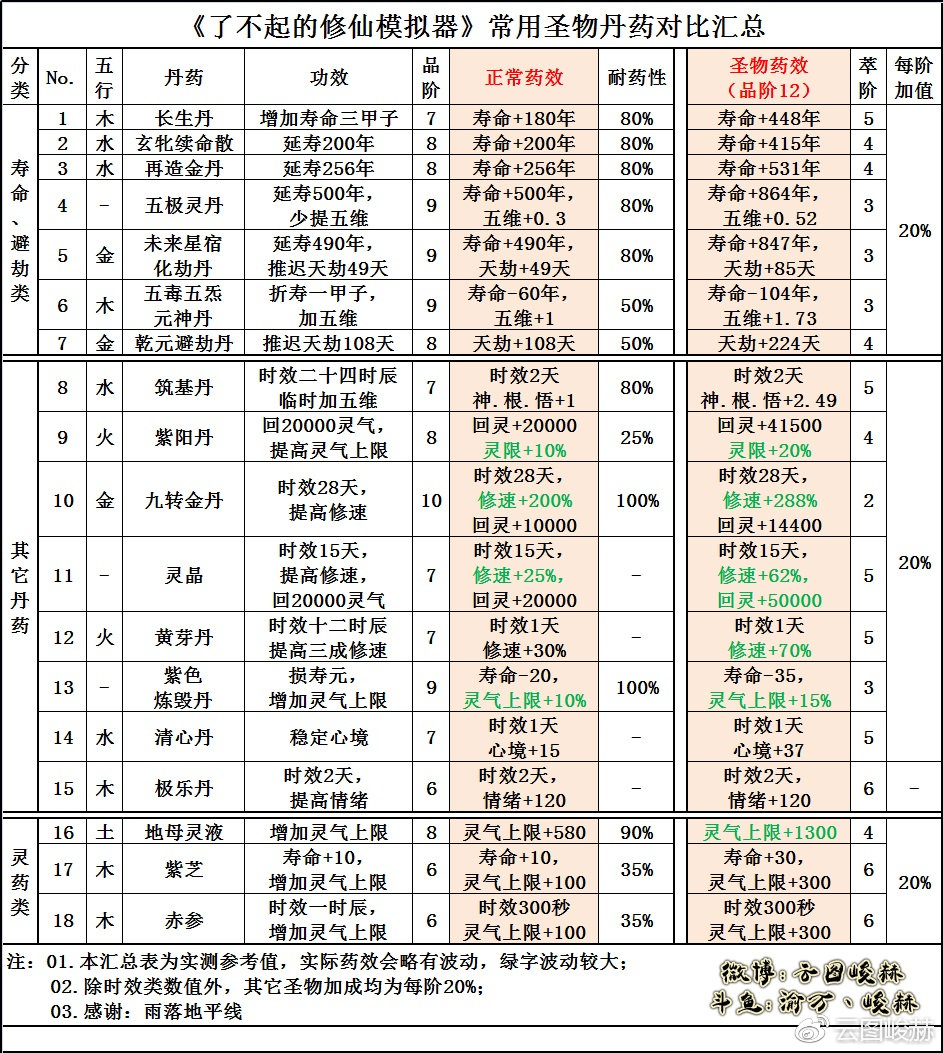 《了不起的修仙模拟器》常用圣物丹药对比汇总
分类 No. 五行 丹药 功效 品阶 正常药效 耐药性 圣物药效（品阶12） 萃阶 每阶加值
寿命、避劫类
1 木 长生丹 增加寿命三甲子 7 寿命+180年 80% 寿命+448年 5
2 水 玄牝续命散 延寿200年 8 寿命+200年 80% 寿命+415年 4
3 水 再造金丹 延寿256年 8 寿命+256年 80% 寿命+531年 4
4 - 五极灵丹 延寿500年，少提五维 9 寿命+500年，五维+0.3 80% 寿命+864年，五维+0.52 3
20%
5 金 未来星宿化劫丹 延寿490年，推迟天劫49天 9 寿命+490年，天劫+49天 80% 寿命+847年，天劫+85天 3
6 木 五毒五炁元神丹 折寿一甲子，加五维 9 寿命-60年，五维+1 50% 寿命-104年，五维+1.73 3
7 金 乾元避劫丹 推迟天劫108天 8 天劫+108天 50% 天劫+224天 4
其它丹药
8 水 筑基丹 时效二十四时辰临时加五维 7 时效2天神.根.悟+1 80% 时效2天神.根.悟+2.49 5
9 火 紫阳丹 回20000灵气，提高灵气上限 8 回灵+20000灵限+10% 25% 回灵+41500灵限+20% 4
10 金 九转金丹 时效28天，提高修速 10 时效28天，修速+200%回灵+10000 100% 时效28天，修速+288%回灵+14400 2
11 - 灵晶 时效15天，提高修速，回20000灵气 7 时效15天，修速+25%，回灵+20000 - 时效15天，修速+62%，回灵+50000 5
20%
12 火 黄芽丹 时效十二时辰提高三成修速 7 时效1天修速+30% - 时效1天修速+70% 5
13 - 紫色炼毁丹 损寿元，增加灵气上限 9 寿命-20，灵气上限+10% 100% 寿命-35，灵气上限+15% 3
14 水 清心丹 稳定心境 7 时效1天心境+15 - 时效1天心境+37 5
15 木 极乐丹 时效2天，提高情绪 6 时效2天，情绪+120 - 时效2天，情绪+120 6 -
灵药类
16 土 地母灵液 增加灵气上限 8 灵气上限+580 90% 灵气上限+1300 4
17 木 紫芝 寿命+10，增加灵气上限 6 寿命+10，灵气上限+100 35% 寿命+30，灵气上限+300 6
20%
18 木 赤参 时效一时辰，增加灵气上限 6 时效300秒灵气上限+100 35% 时效300秒灵气上限+300 6
注：01.本汇总表为实测参考值，实际药效会略有波动，绿字波动较大；
02.除时效类数值外，其它圣物加成均为每阶20%；
03.感谢：雨落地平线
微博:云图峻赫
斗鱼:渝万丶峻赫
云图峻赫